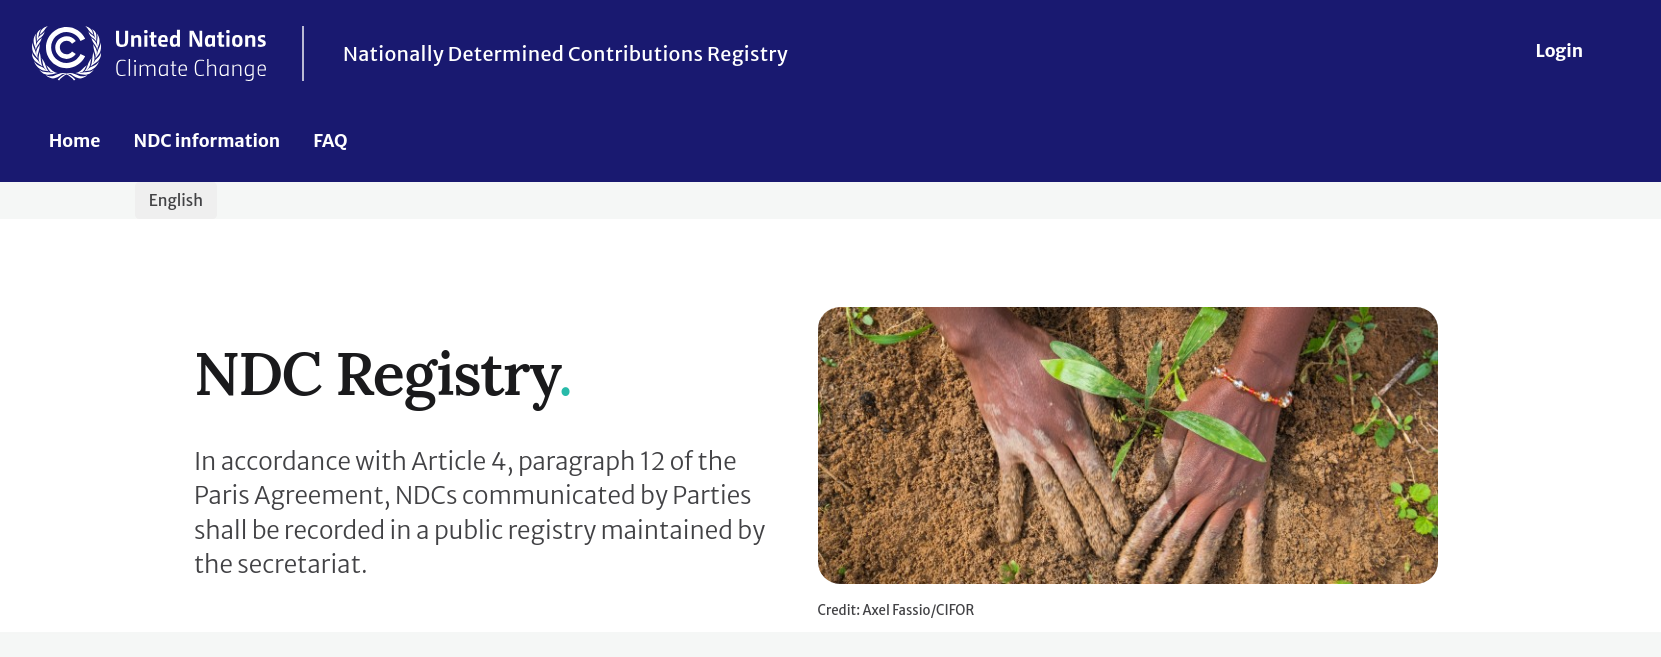 United Nations
Climate Change
Nationally Determined Contributions Registry
Login
Home NDC information FAQ
English
NDC Registry.
In accordance with Article 4, paragraph 12 of the
Paris Agreement, NDCs communicated by Parties
shall be recorded in a public registry maintained by
the secretariat.
Credit: Axel Fassio/CIFOR